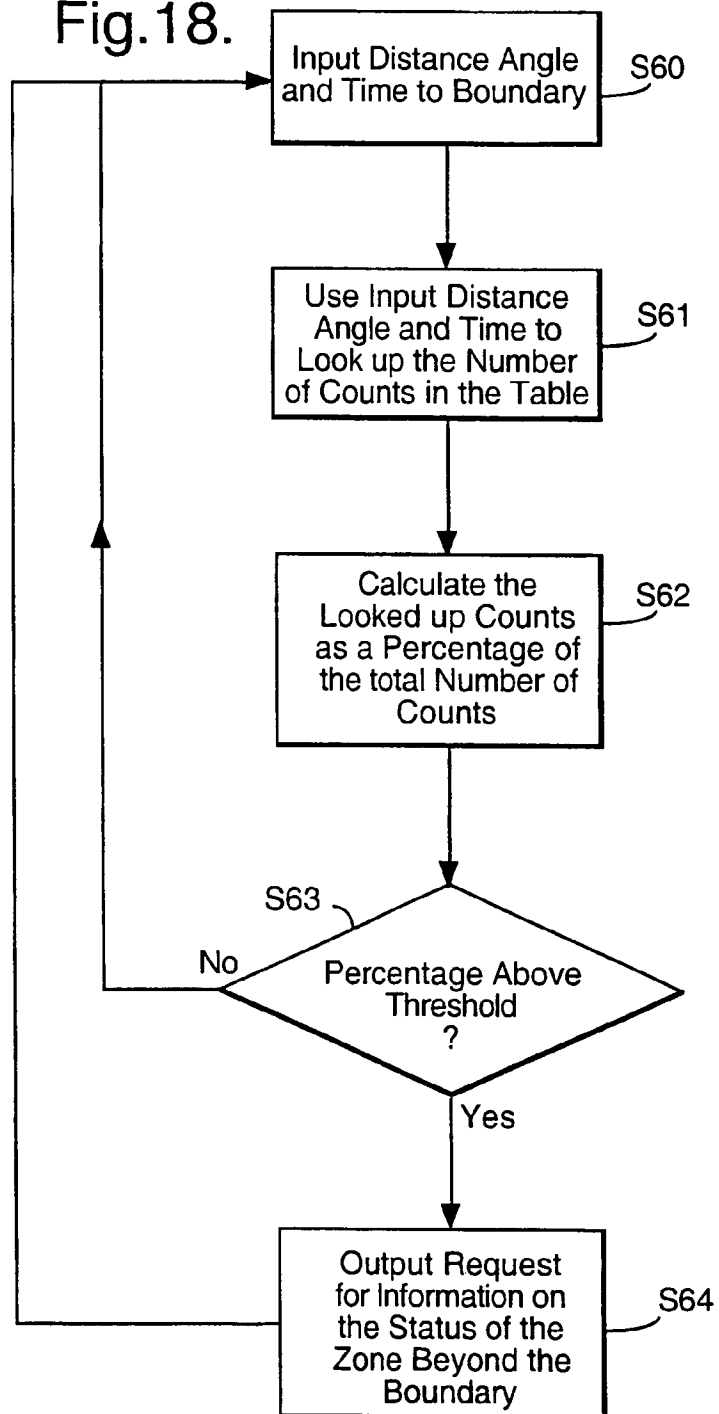 Fig.18.
Input Distance Angle
and Time to Boundary
S60
Use Input Distance
Angle and Time to
Look up the Number
of Counts in the Table
S61
Calculate the
Looked up Counts
as a Percentage of
the total Number of
Counts
S62
S63
No
Percentage Above
Threshold
?
Yes
Output Request
for Information on
the Status of the
Zone Beyond the
Boundary
S64